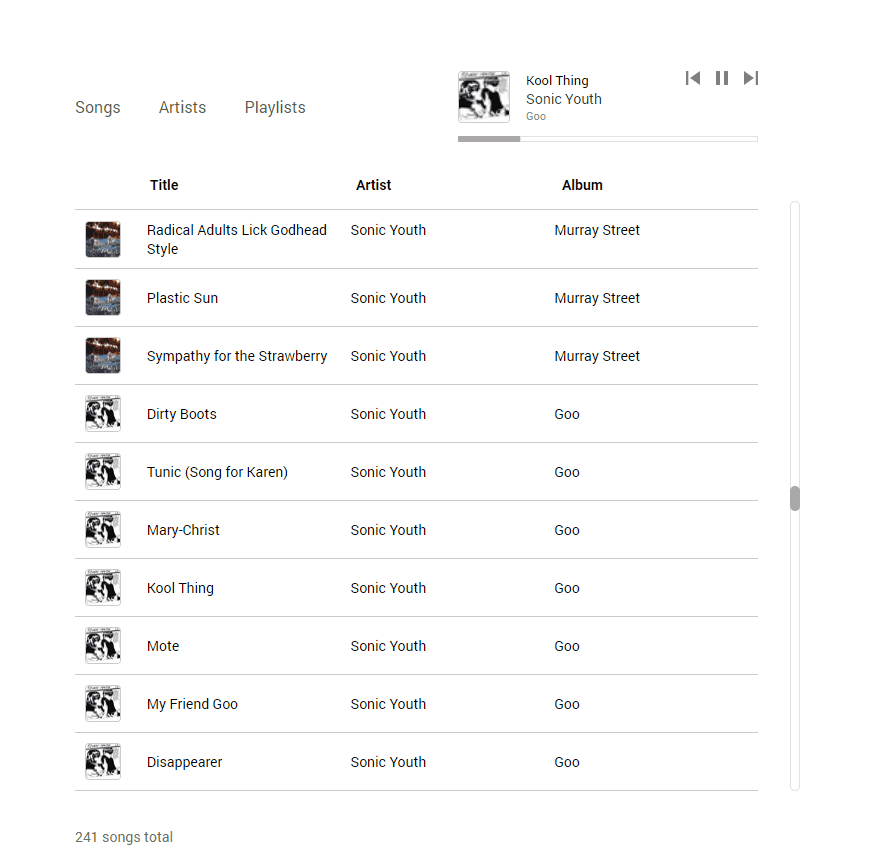 Songs Artists Playlists
Kool Thing
Sonic Youth
Goo
Title Artist Album
Radical Adults Lick Godhead Sonic Youth Murray Street
Style
Plastic Sun Sonic Youth Murray Street
Sympathy for the Strawberry Sonic Youth Murray Street
Dirty Boots Sonic Youth Goo
Tunic (Song for Karen) Sonic Youth Goo
Mary-Christ Sonic Youth Goo
Kool Thing Sonic Youth Goo
Mote Sonic Youth Goo
My Friend Goo Sonic Youth Goo
Disappearer Sonic Youth Goo
241 songs total